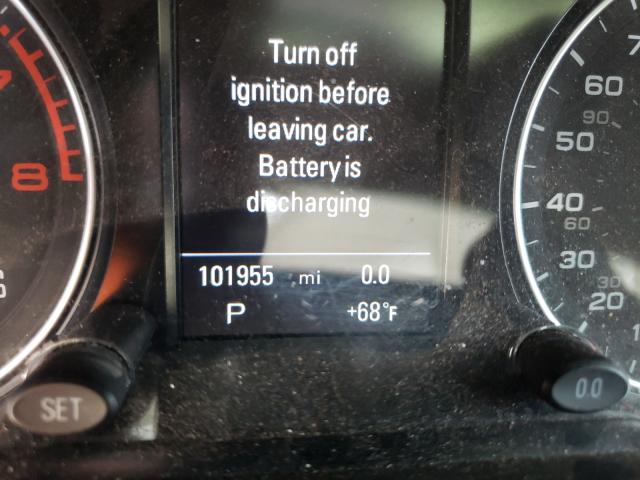 Turn off
ignition before
leaving car.
Battery is
discharging
101955 mi 0.0
P +68°F
8
SET
60
90
50
40
60
30
30
20
0.0